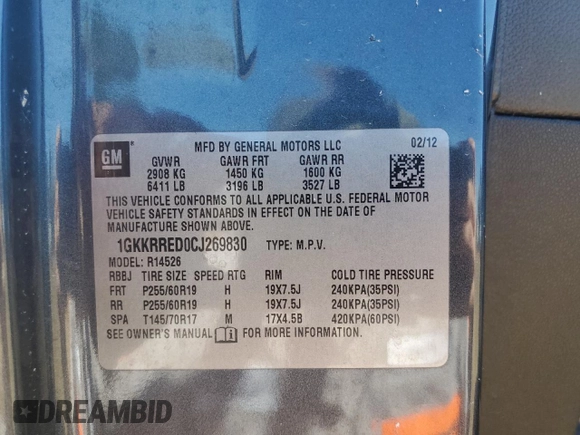 GM
MFD BY GENERAL MOTORS LLC 02/12
GVWR GAWR FRT GAWR RR
2908 KG 1450 KG 1600 KG
6411 LB 3196 LB 3527 LB
THIS VEHICLE CONFORMS TO ALL APPLICABLE U.S. FEDERAL MOTOR
VEHICLE SAFETY STANDARDS IN EFFECT ON THE DATE OF
MANUFACTURE SHOWN ABOVE.
1GKKRRED0CJ269830 TYPE: M.P.V.
MODEL: R14526
RBBJ TIRE SIZE SPEED RTG RIM COLD TIRE PRESSURE
FRT P255/60R19 H 19X7.5J 240KPA(35PSI)
RR P255/60R19 H 19X7.5J 240KPA(35PSI)
SPA T145/70R17 M 17X4.5B 420KPA(60PSI)
SEE OWNER'S MANUAL FOR MORE INFORMATION.
DREAMBID